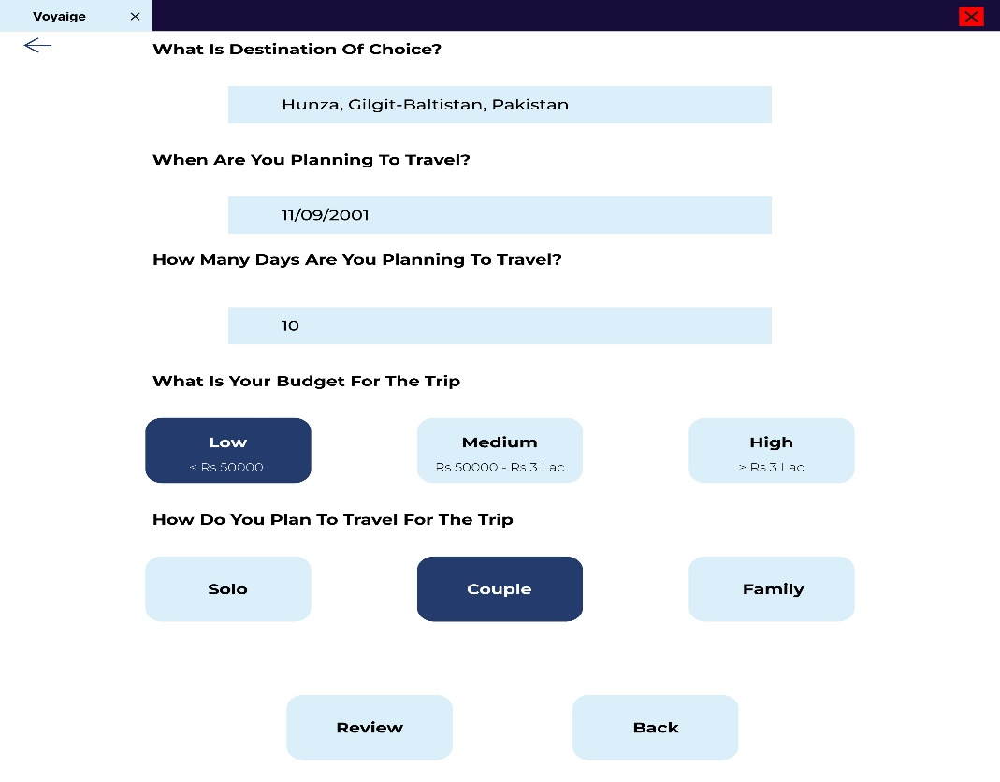 Voyaige
What Is Destination Of Choice?
Hunza, Gilgit-Baltistan, Pakistan
When Are You Planning To Travel?
11/09/2001
How Many Days Are You Planning To Travel?
10
What Is Your Budget For The Trip
Low Medium High
< Rs 50000 Rs 50000 - Rs 3 Lac > Rs 3 Lac
How Do You Plan To Travel For The Trip
Solo Couple Family
Review Back